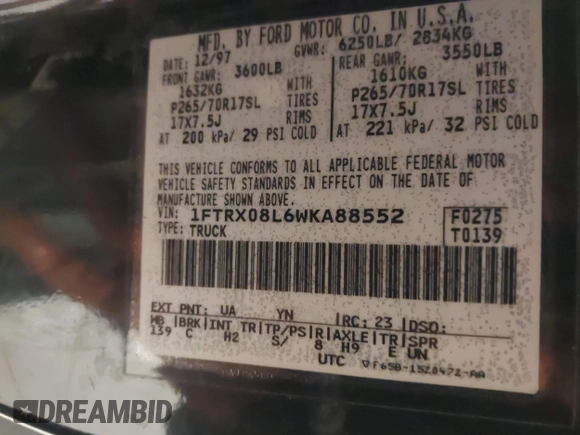 MFD. BY FORD MOTOR CO. IN U.S.A.
DATE: 12/97 GVWR: 6250LB/ 2834KG
FRONT GAWR: 3600LB REAR GAWR: 3550LB
1632KG WITH 1610KG WITH
P265/70R17SL TIRES P265/70R17SL TIRES
17X7.5J RIMS 17X7.5J RIMS
AT 200 kPa/ 29 PSI COLD AT 221 kPa/ 32 PSI COLD
THIS VEHICLE CONFORMS TO ALL APPLICABLE FEDERAL MOTOR
VEHICLE SAFETY STANDARDS IN EFFECT ON THE DATE OF
MANUFACTURE SHOWN ABOVE.
VIN: 1FTRX08L6WKA88552 F0275
TYPE: TRUCK T0139
EXT PNT: UA YN RC: 23 DSO:
WB BRK INT TR TP/PS R AXLE TR SPR
139 C H2 S/ 8 H9 E UN
UTC F65B-1520472-AA
DREAMBID